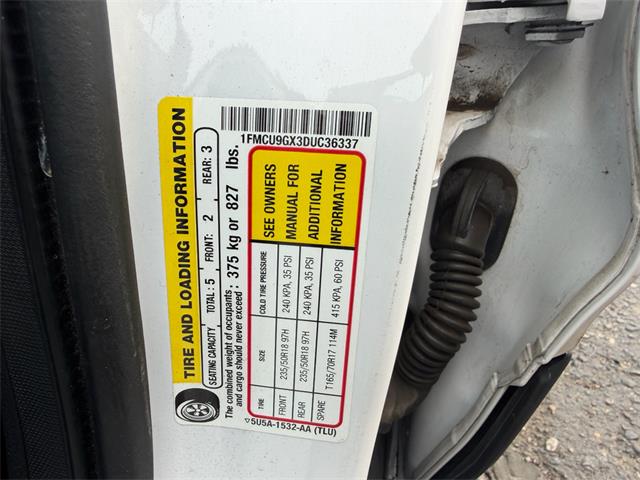 TIRE AND LOADING INFORMATION
SEATING CAPACITY TOTAL: 5 FRONT: 2 REAR: 3
The combined weight of occupants
and cargo should never exceed: 375 kg or 827 lbs.
1FMCU9GX3DUC36337
TIRE SIZE COLD TIRE PRESSURE
FRONT 235/50R18 97H 240 KPA, 35 PSI
REAR 235/50R18 97H 240 KPA, 35 PSI
SPARE T165/70R17 114M 415 KPA, 60 PSI
SEE OWNERS
MANUAL FOR
ADDITIONAL
INFORMATION
5U5A-1532-AA (TLU)